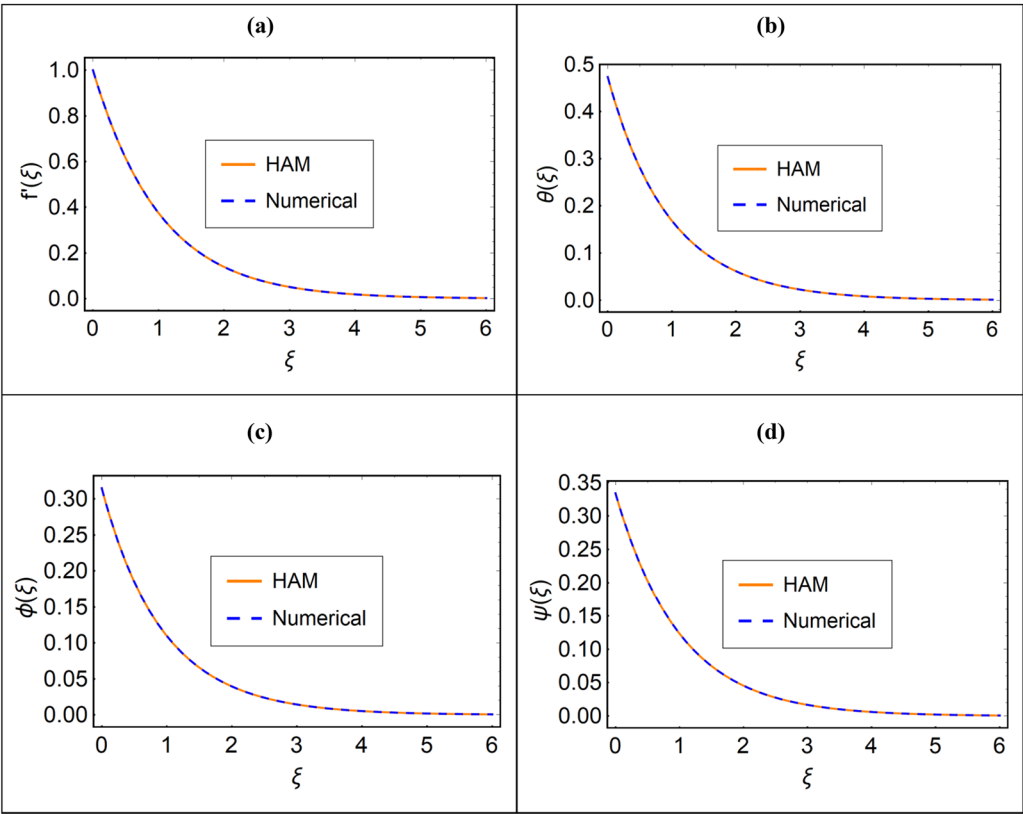 (a)
1.0
0.8
0.6
0.4
0.2
0.0
f'(ξ)
HAM
Numerical
0 1 2 3 4 5 6
ξ
(b)
0.5
0.4
0.3
0.2
0.1
0.0
θ(ξ)
HAM
Numerical
0 1 2 3 4 5 6
ξ
(c)
0.30
0.25
0.20
0.15
0.10
0.05
0.00
ϕ(ξ)
HAM
Numerical
0 1 2 3 4 5 6
ξ
(d)
0.35
0.30
0.25
0.20
0.15
0.10
0.05
0.00
ψ(ξ)
HAM
Numerical
0 1 2 3 4 5 6
ξ